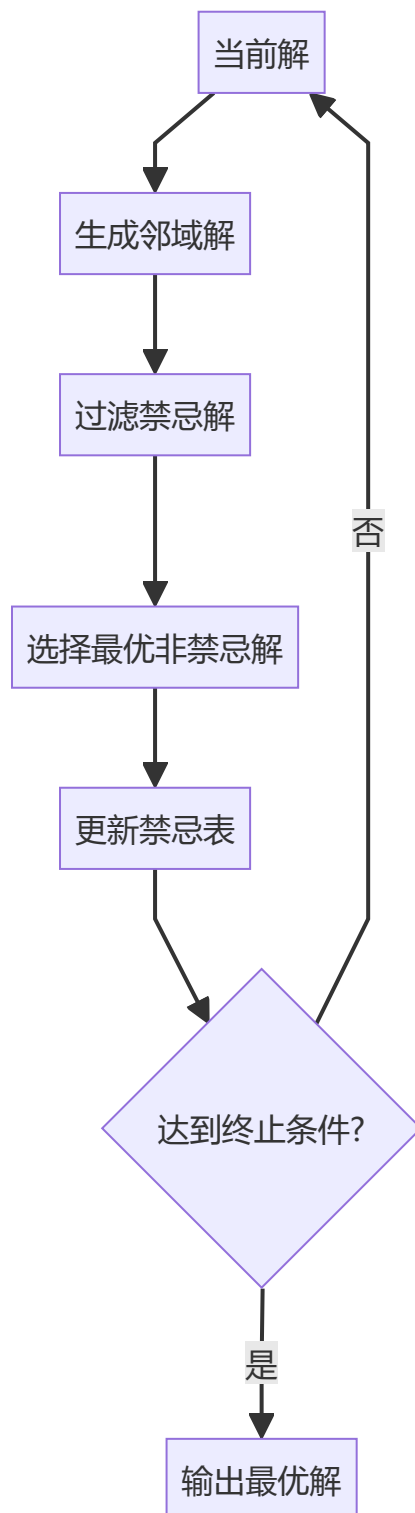 当前解
生成邻域解
过滤禁忌解
否
选择最优非禁忌解
更新禁忌表
达到终止条件?
是
输出最优解